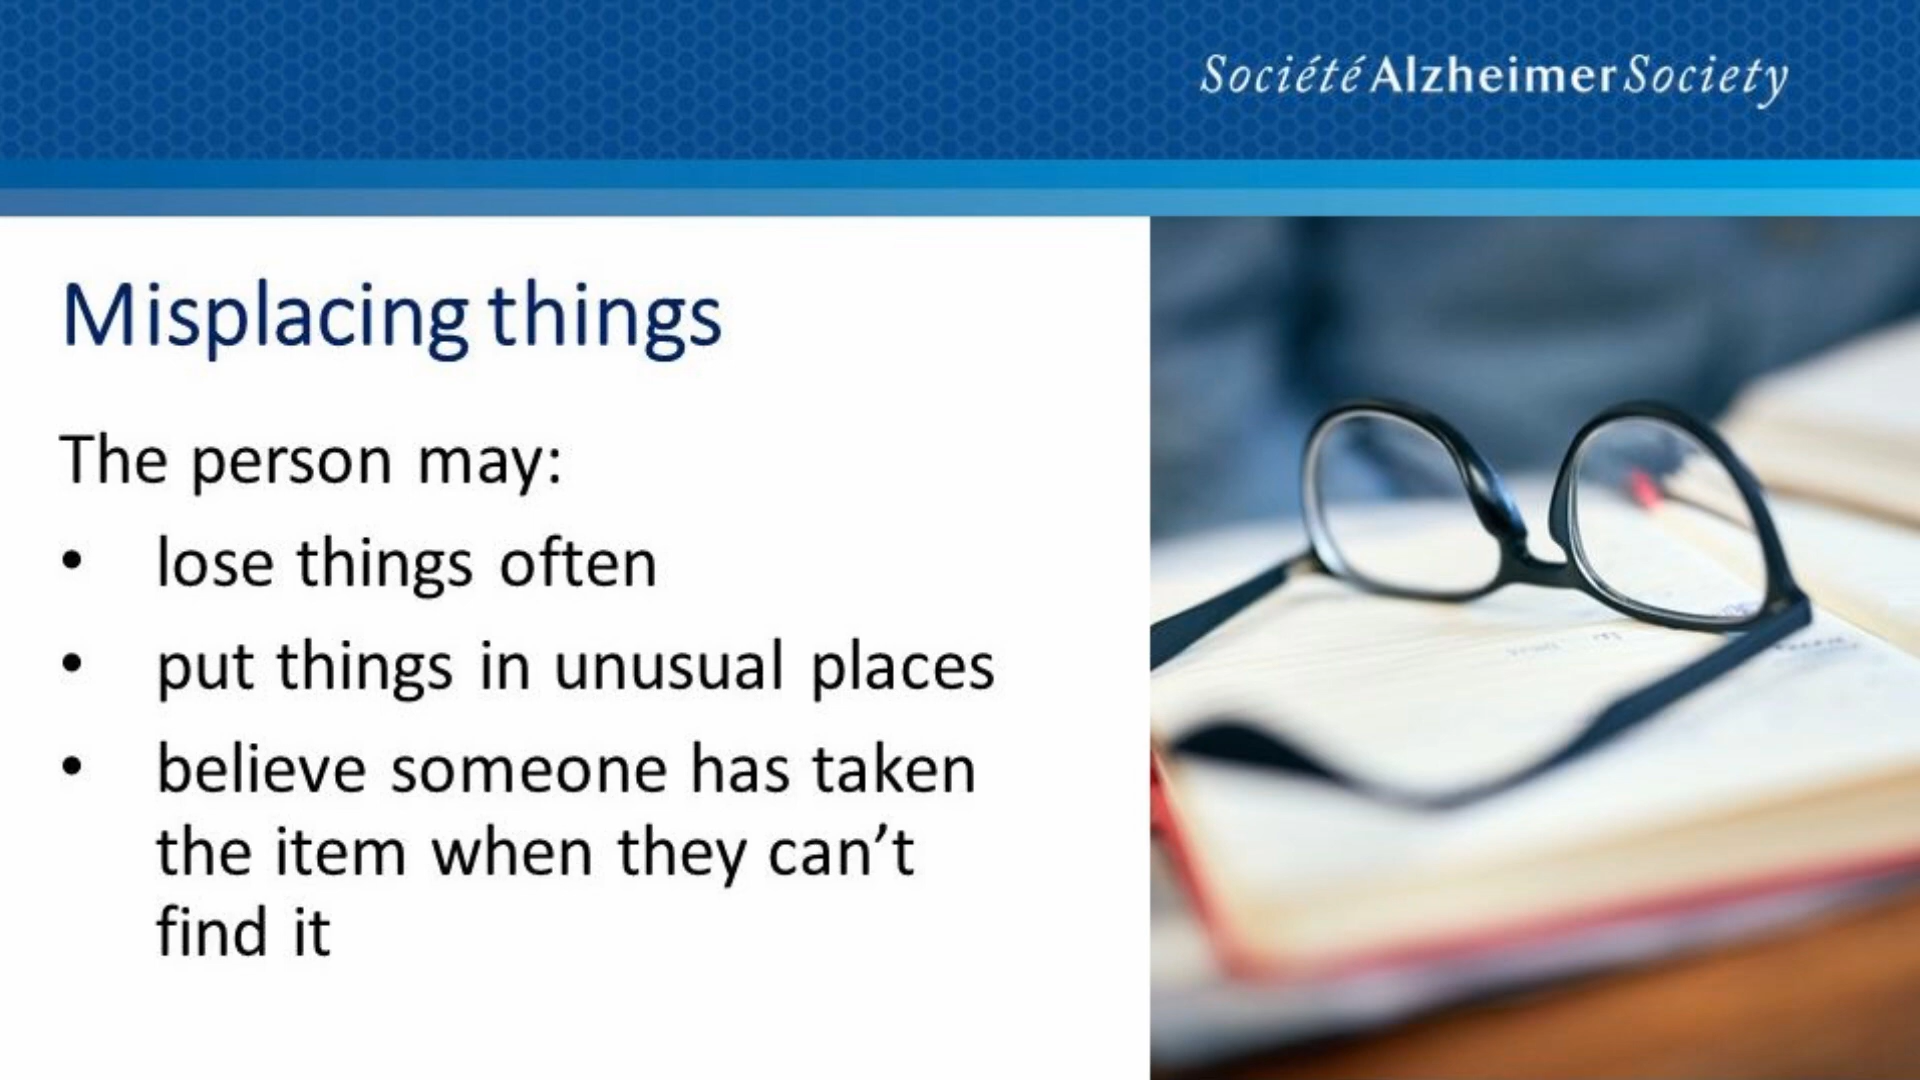 Société Alzheimer Society
Misplacing things
The person may:
• lose things often
• put things in unusual places
• believe someone has taken
the item when they can’t
find it